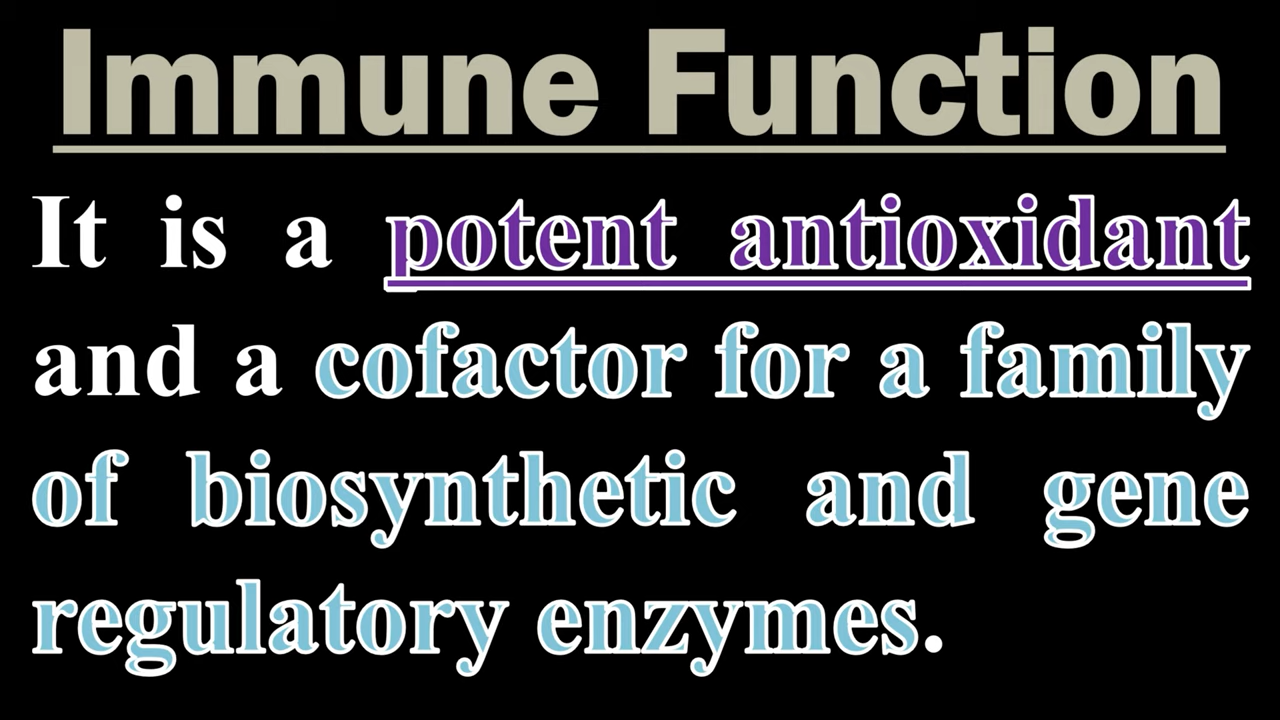 Immune Function
It is a potent antioxidant
and a cofactor for a family
of biosynthetic and gene
regulatory enzymes.